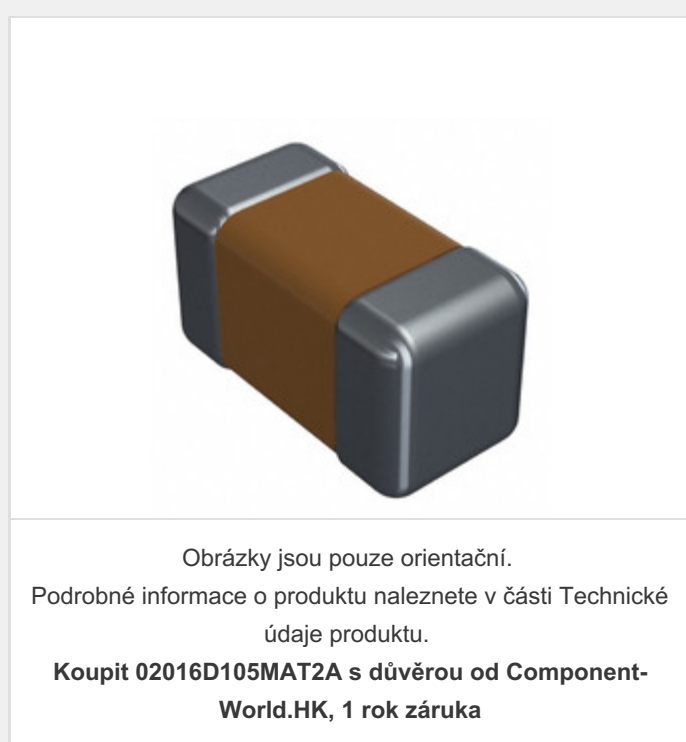 Obrázky jsou pouze orientační.
Podrobné informace o produktu naleznete v části Technické
údaje produktu.
Koupit 02016D105MAT2A s důvěrou od Component-
World.HK, 1 rok záruka